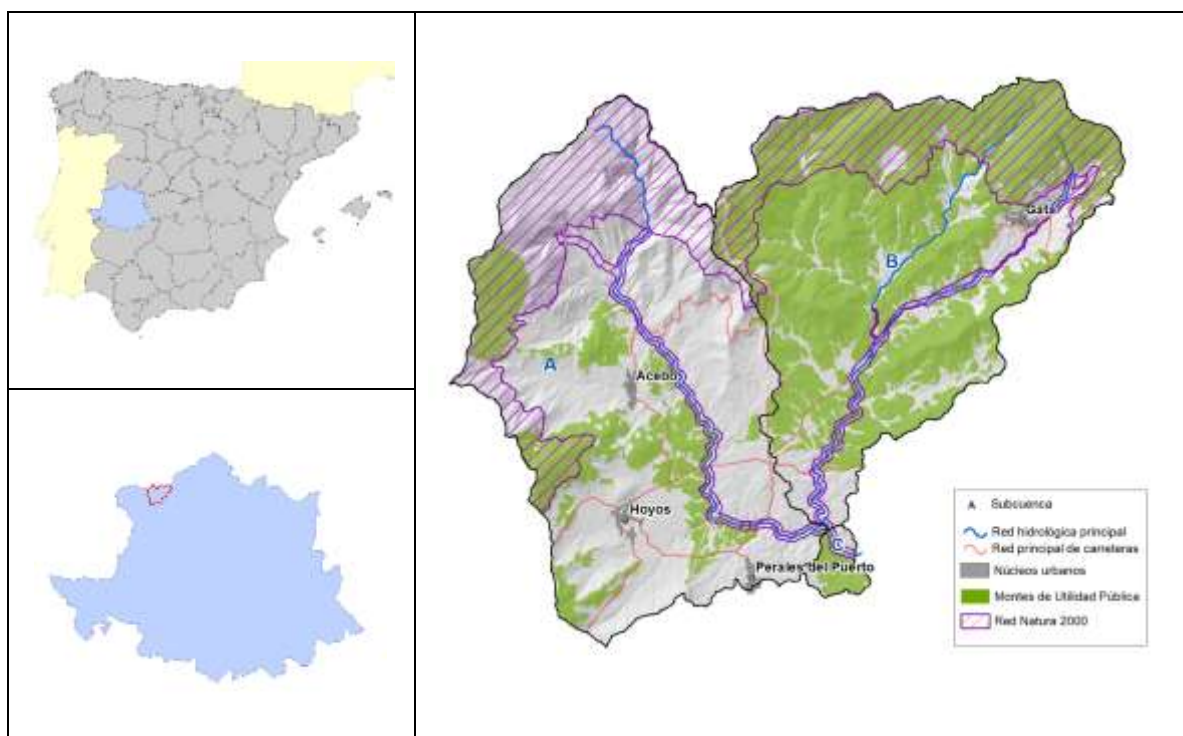 Gata
B
A
Acebo
Hoyos
C
Perales del Puerto
A Subcuenca
Red hidrológica principal
Red principal de carreteras
Núcleos urbanos
Montes de Utilidad Pública
Red Natura 2000